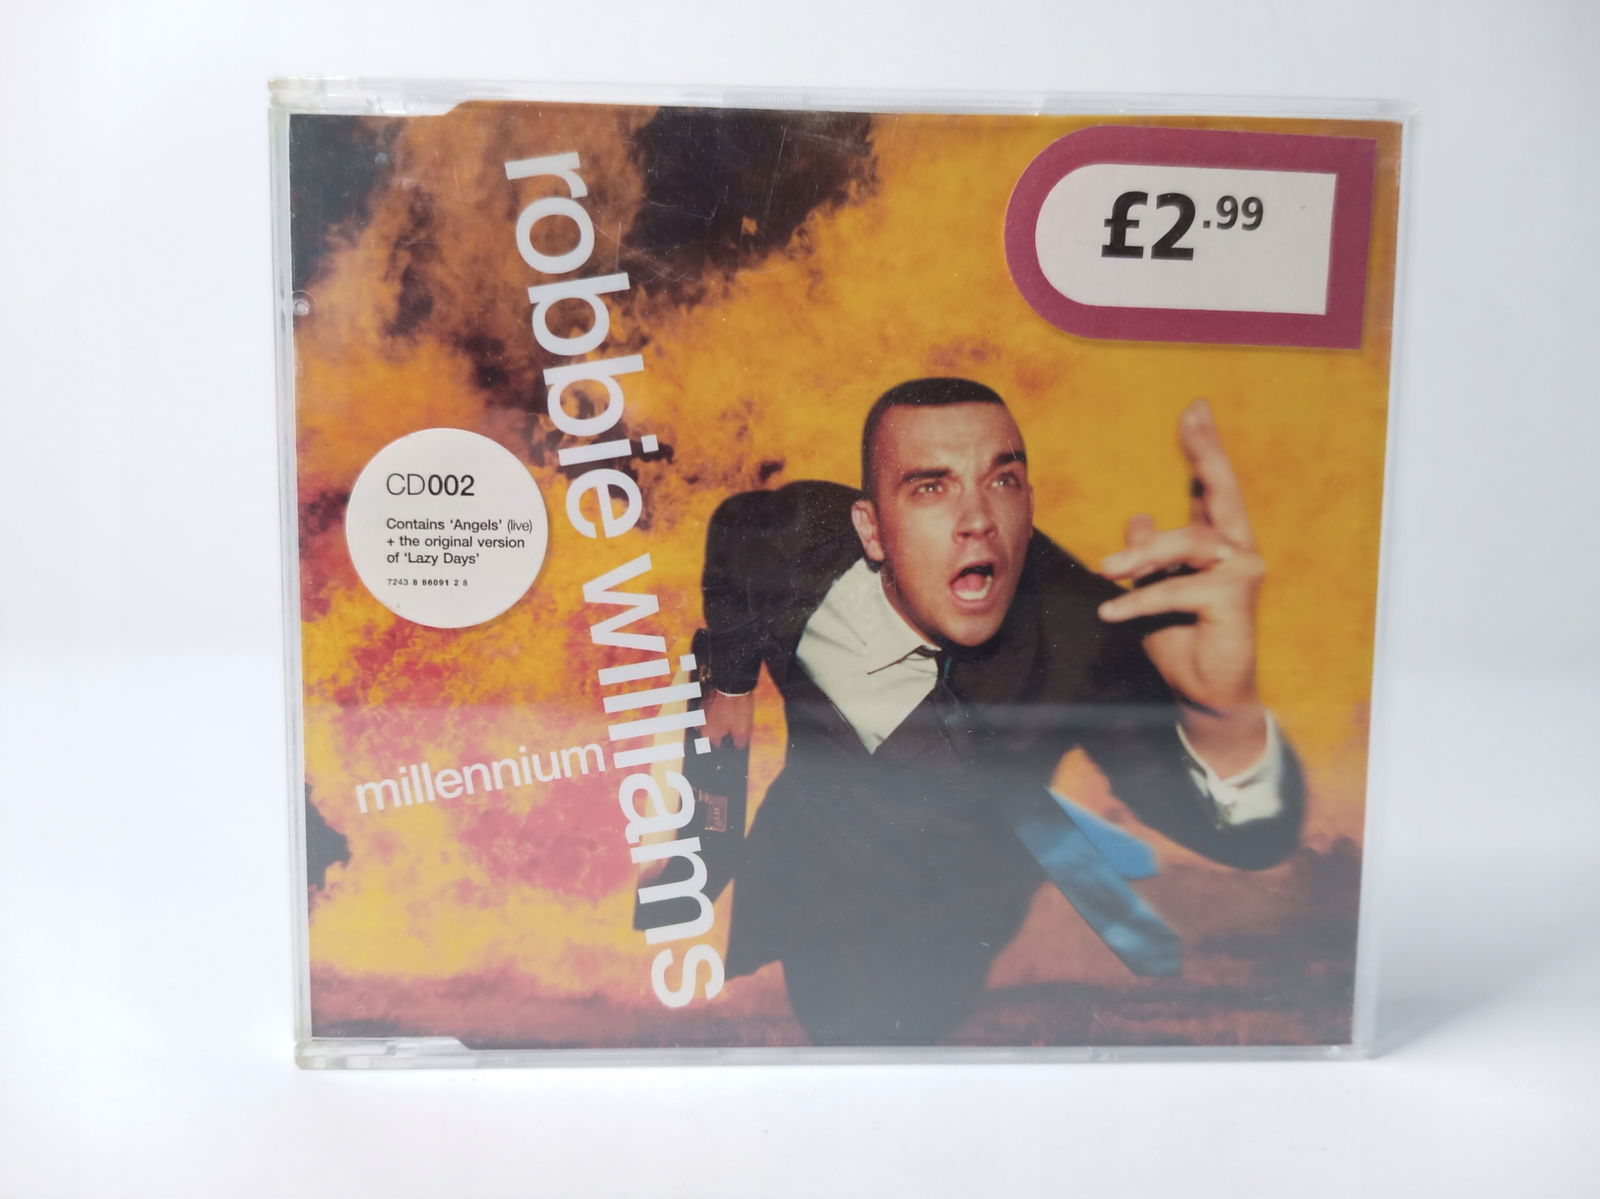 robbie williams
£2.99
CD002
Contains 'Angels' (live)
+ the original version
of 'Lazy Days'
7243 8 86091 2 8
millennium